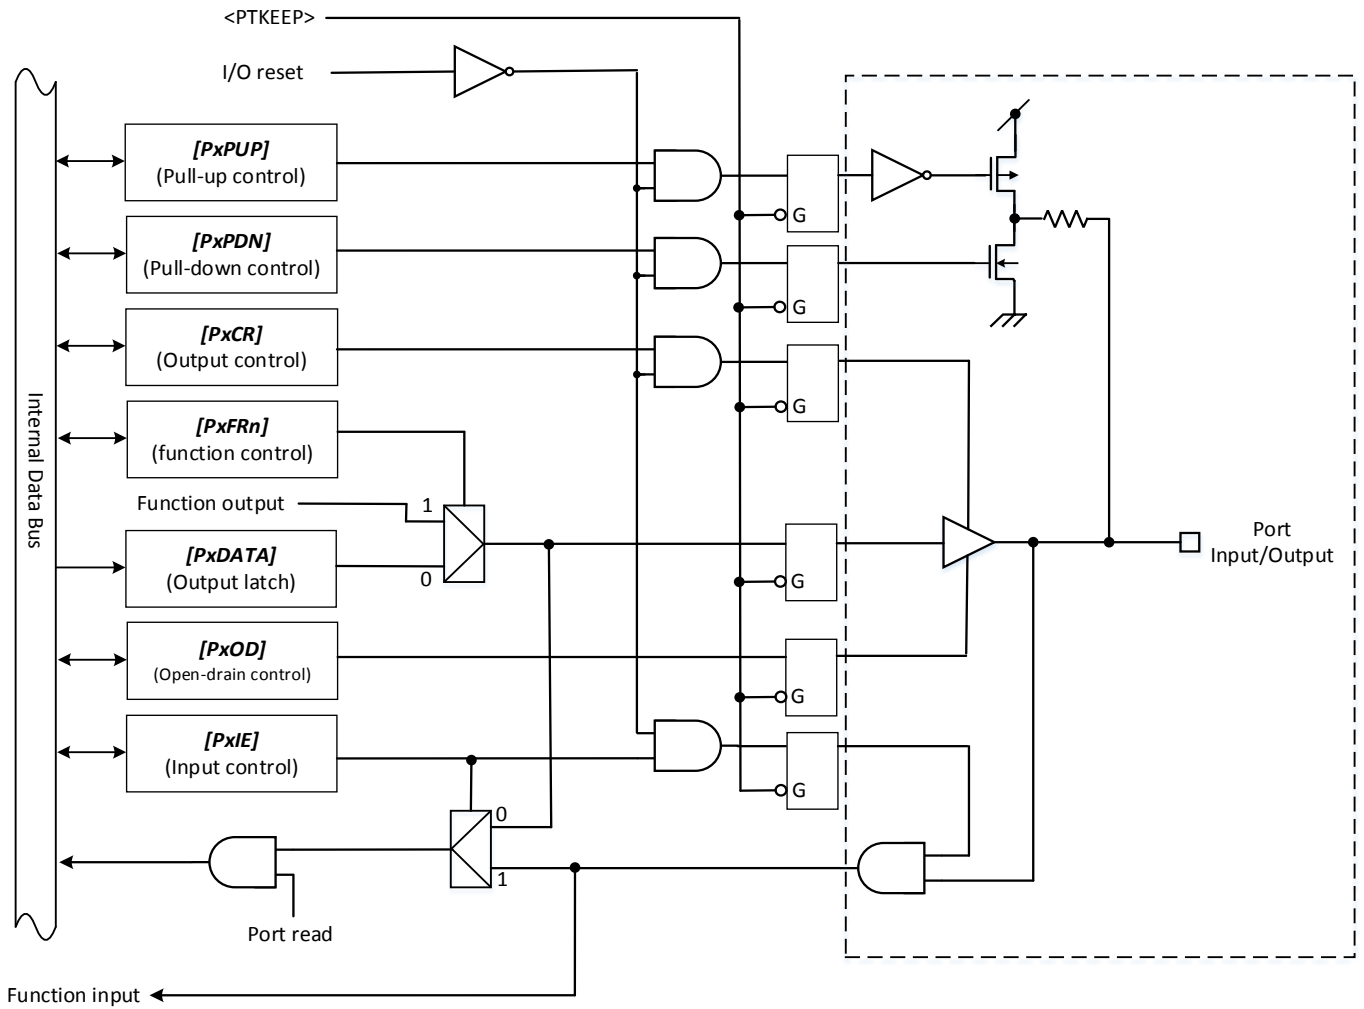 <PTKEEP>
I/O reset
[PxPUP]
(Pull-up control)
G
[PxPDN]
(Pull-down control)
G
[PxCR]
(Output control)
G
[PxFRn]
(function control)
Internal Data Bus
Function output
1
0
[PxDATA]
(Output latch)
G
Port
Input/Output
[PxOD]
(Open-drain control)
G
[PxIE]
(Input control)
G
0
1
Port read
Function input